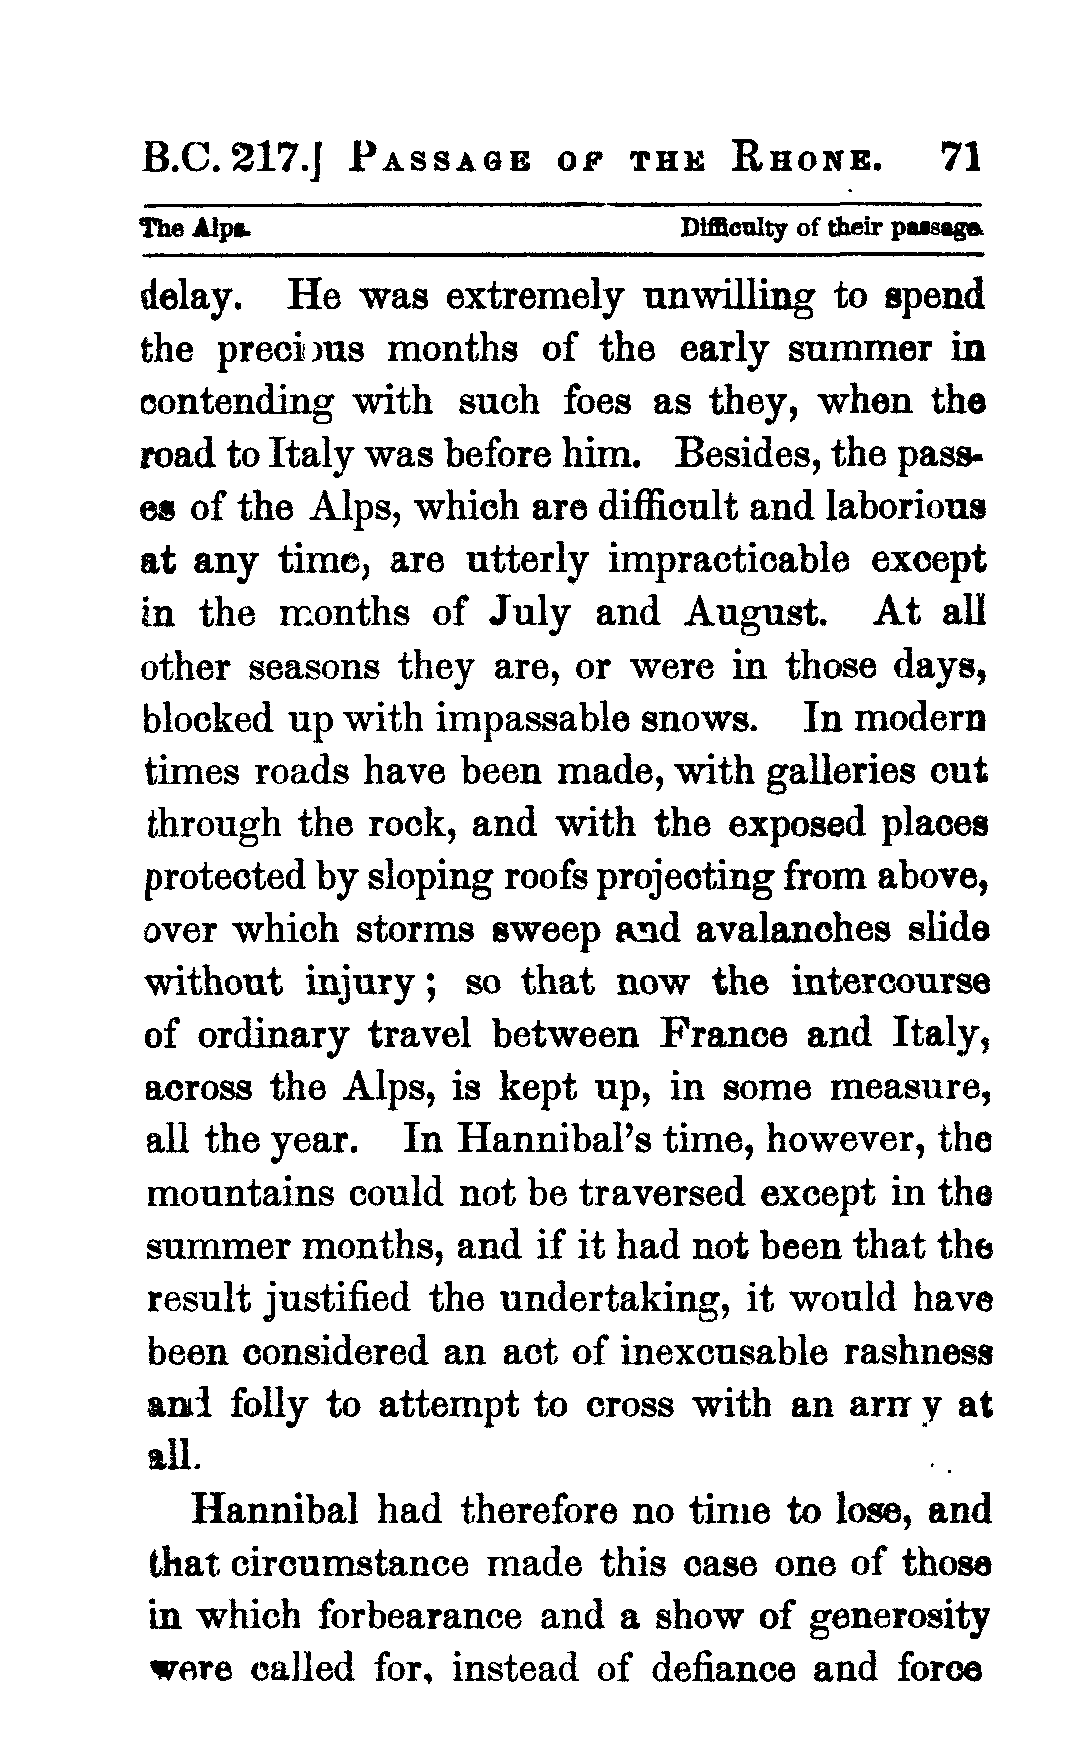 B.C. 217.] PASSAGE OF THE RHONE. 71
The Alps. Difficulty of their passage.
delay. He was extremely unwilling to spend
the precious months of the early summer in
contending with such foes as they, when the
road to Italy was before him. Besides, the pass-
es of the Alps, which are difficult and laborious
at any time, are utterly impracticable except
in the months of July and August. At all
other seasons they are, or were in those days,
blocked up with impassable snows. In modern
times roads have been made, with galleries cut
through the rock, and with the exposed places
protected by sloping roofs projecting from above,
over which storms sweep and avalanches slide
without injury; so that now the intercourse
of ordinary travel between France and Italy,
across the Alps, is kept up, in some measure,
all the year. In Hannibal's time, however, the
mountains could not be traversed except in the
summer months, and if it had not been that the
result justified the undertaking, it would have
been considered an act of inexcusable rashness
and folly to attempt to cross with an army at
all.
Hannibal had therefore no time to lose, and
that circumstance made this case one of those
in which forbearance and a show of generosity
were called for, instead of defiance and force